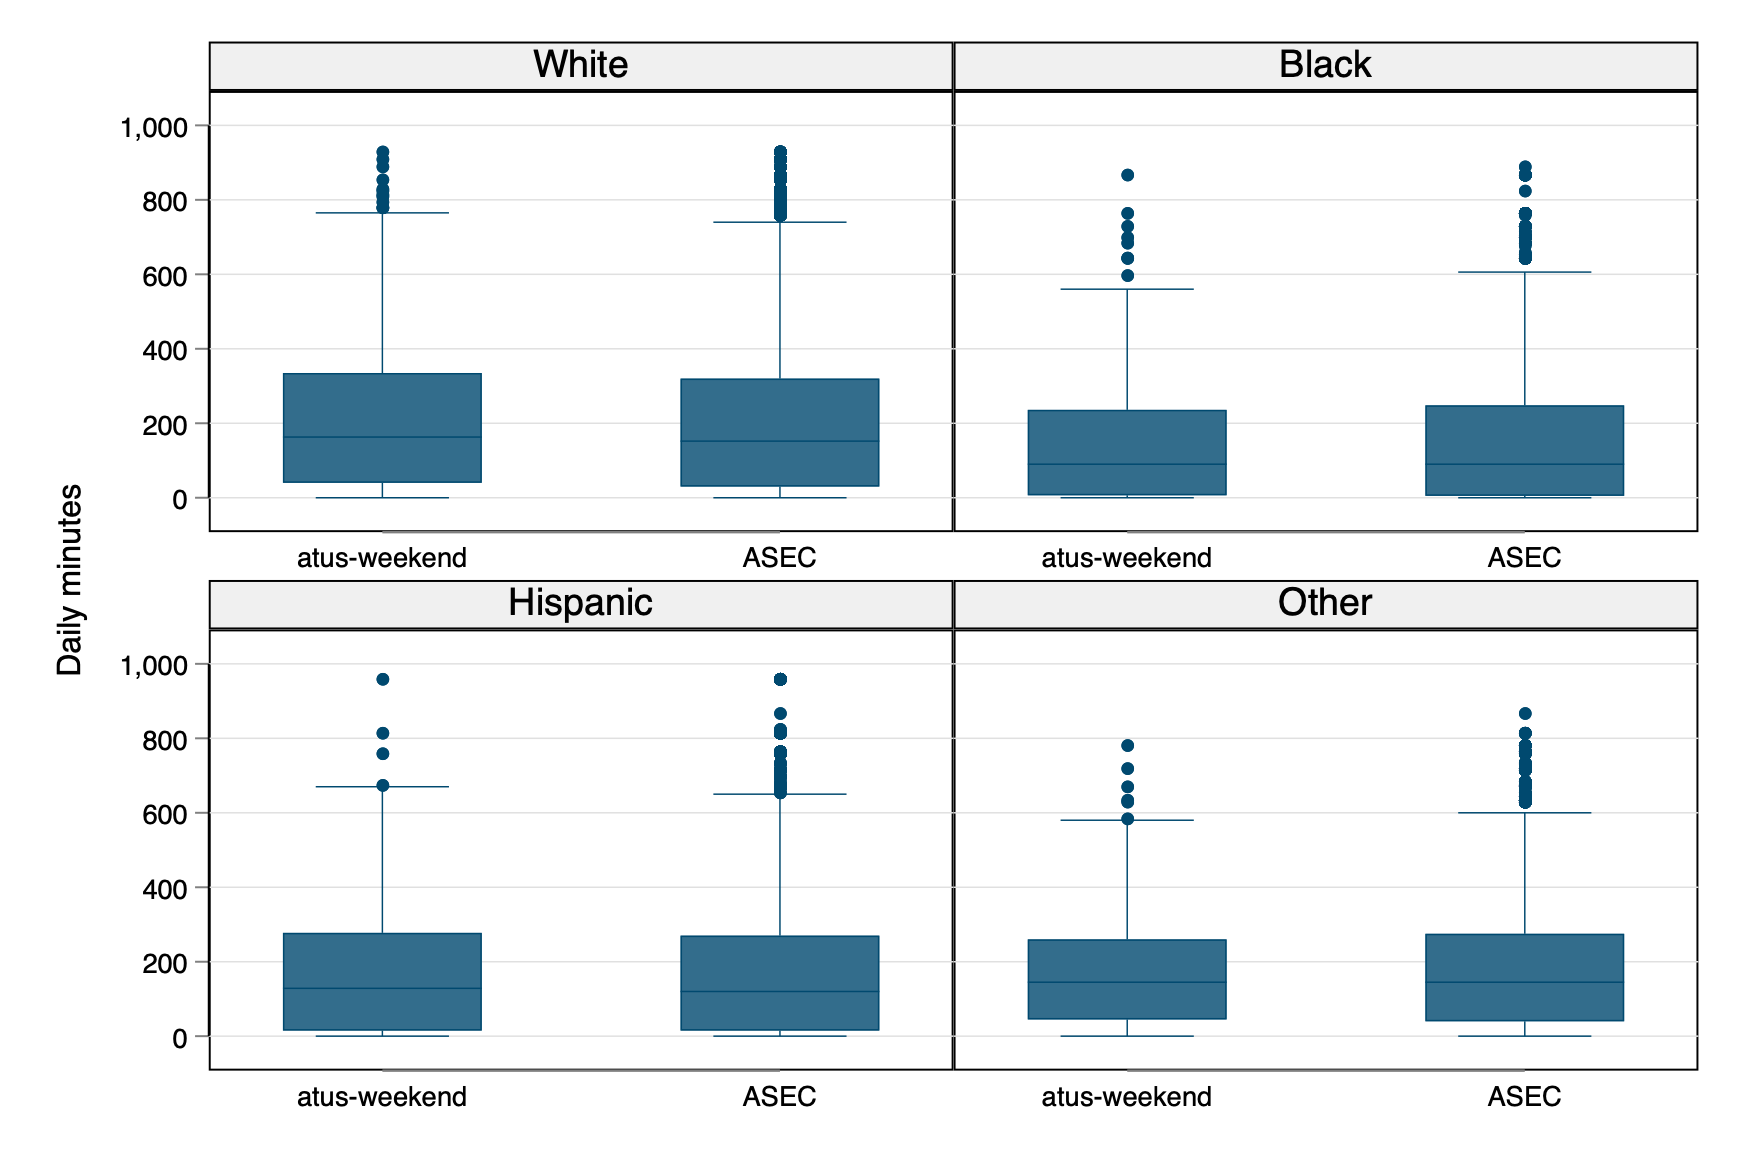 Daily minutes
White
Black
1,000
800
600
400
200
0
atus-weekend
ASEC
atus-weekend
ASEC
Hispanic
Other
1,000
800
600
400
200
0
atus-weekend
ASEC
atus-weekend
ASEC